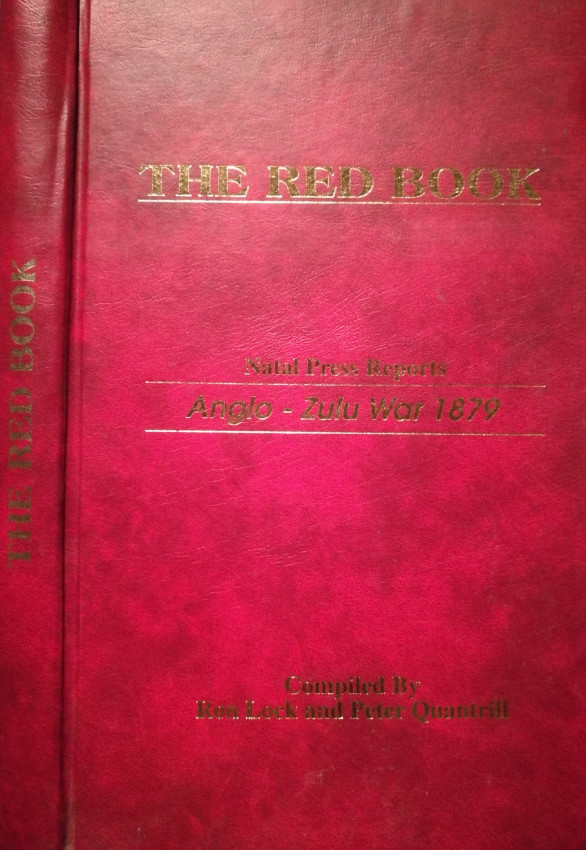 THE RED BOOK
THE RED BOOK
Natal Press Reports
Anglo - Zulu War 1879
Compiled By
Ron Lock and Peter Quantrill